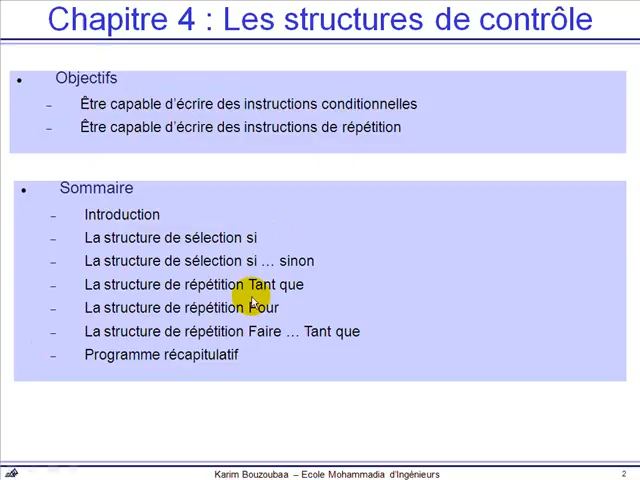 Chapitre 4 : Les structures de contrôle
Objectifs
– Être capable d'écrire des instructions conditionnelles
– Être capable d'écrire des instructions de répétition
Sommaire
– Introduction
– La structure de sélection si
– La structure de sélection si … sinon
– La structure de répétition Tant que
– La structure de répétition Pour
– La structure de répétition Faire … Tant que
– Programme récapitulatif
Karim Bouzoubaa – Ecole Mohammadia d'Ingénieurs
2